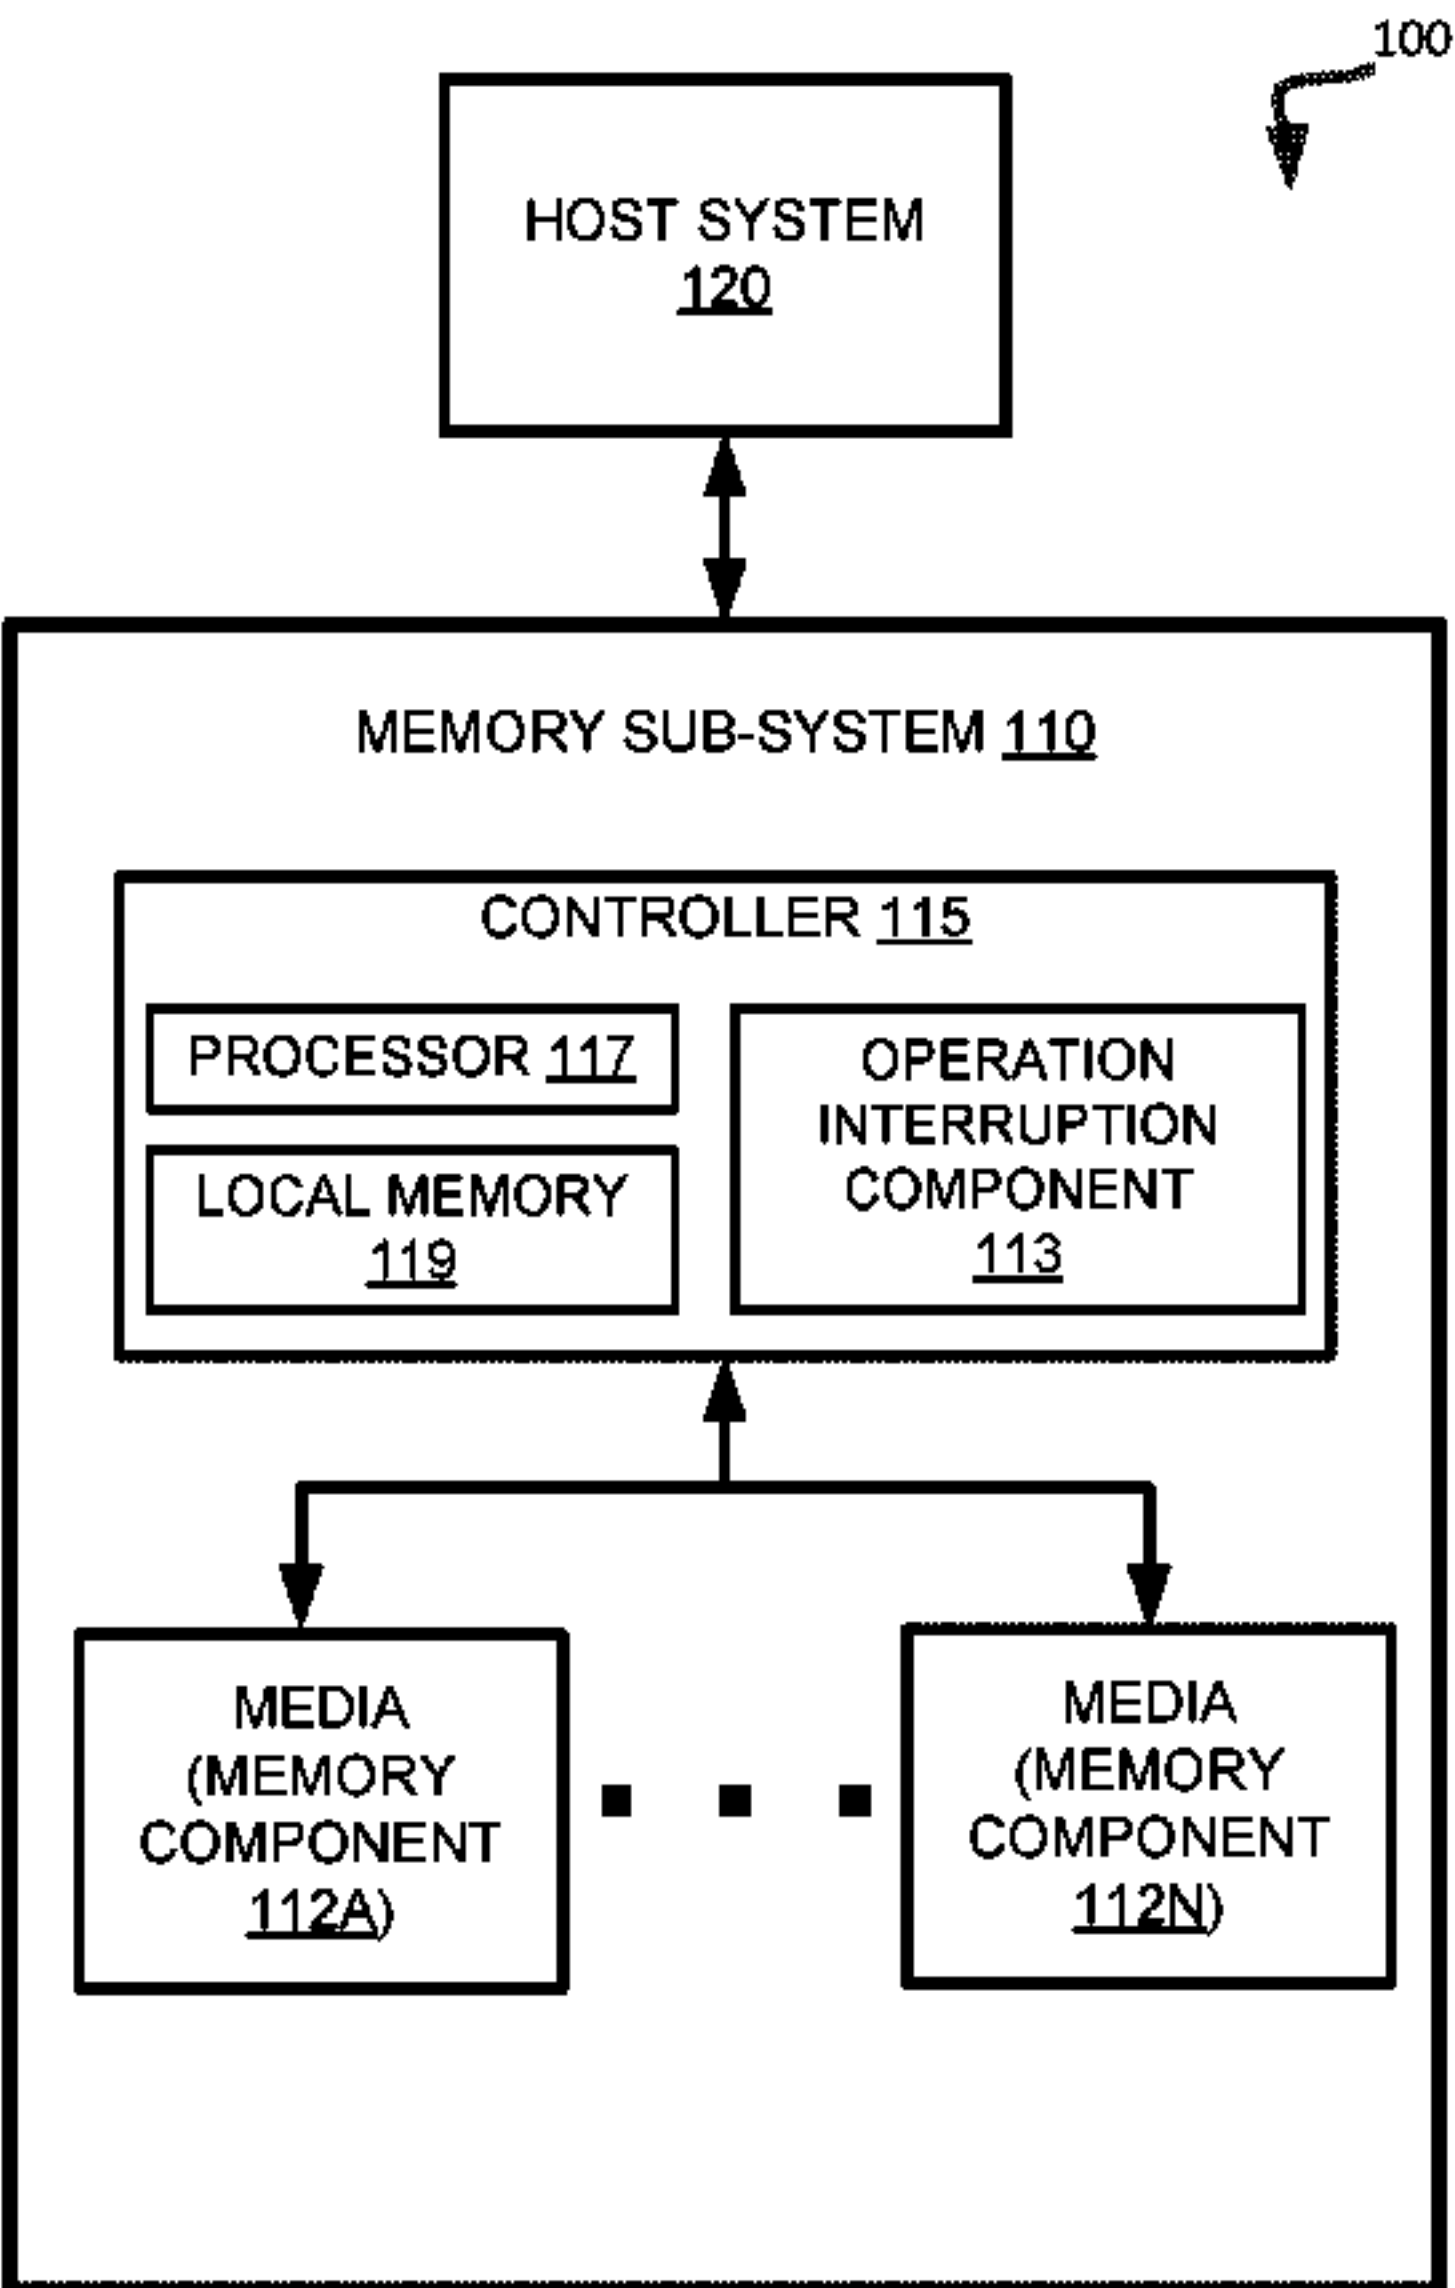 100
HOST SYSTEM
120
MEMORY SUB-SYSTEM 110
CONTROLLER 115
PROCESSOR 117
LOCAL MEMORY
119
OPERATION
INTERRUPTION
COMPONENT
113
MEDIA
(MEMORY
COMPONENT
112A)
MEDIA
(MEMORY
COMPONENT
112N)